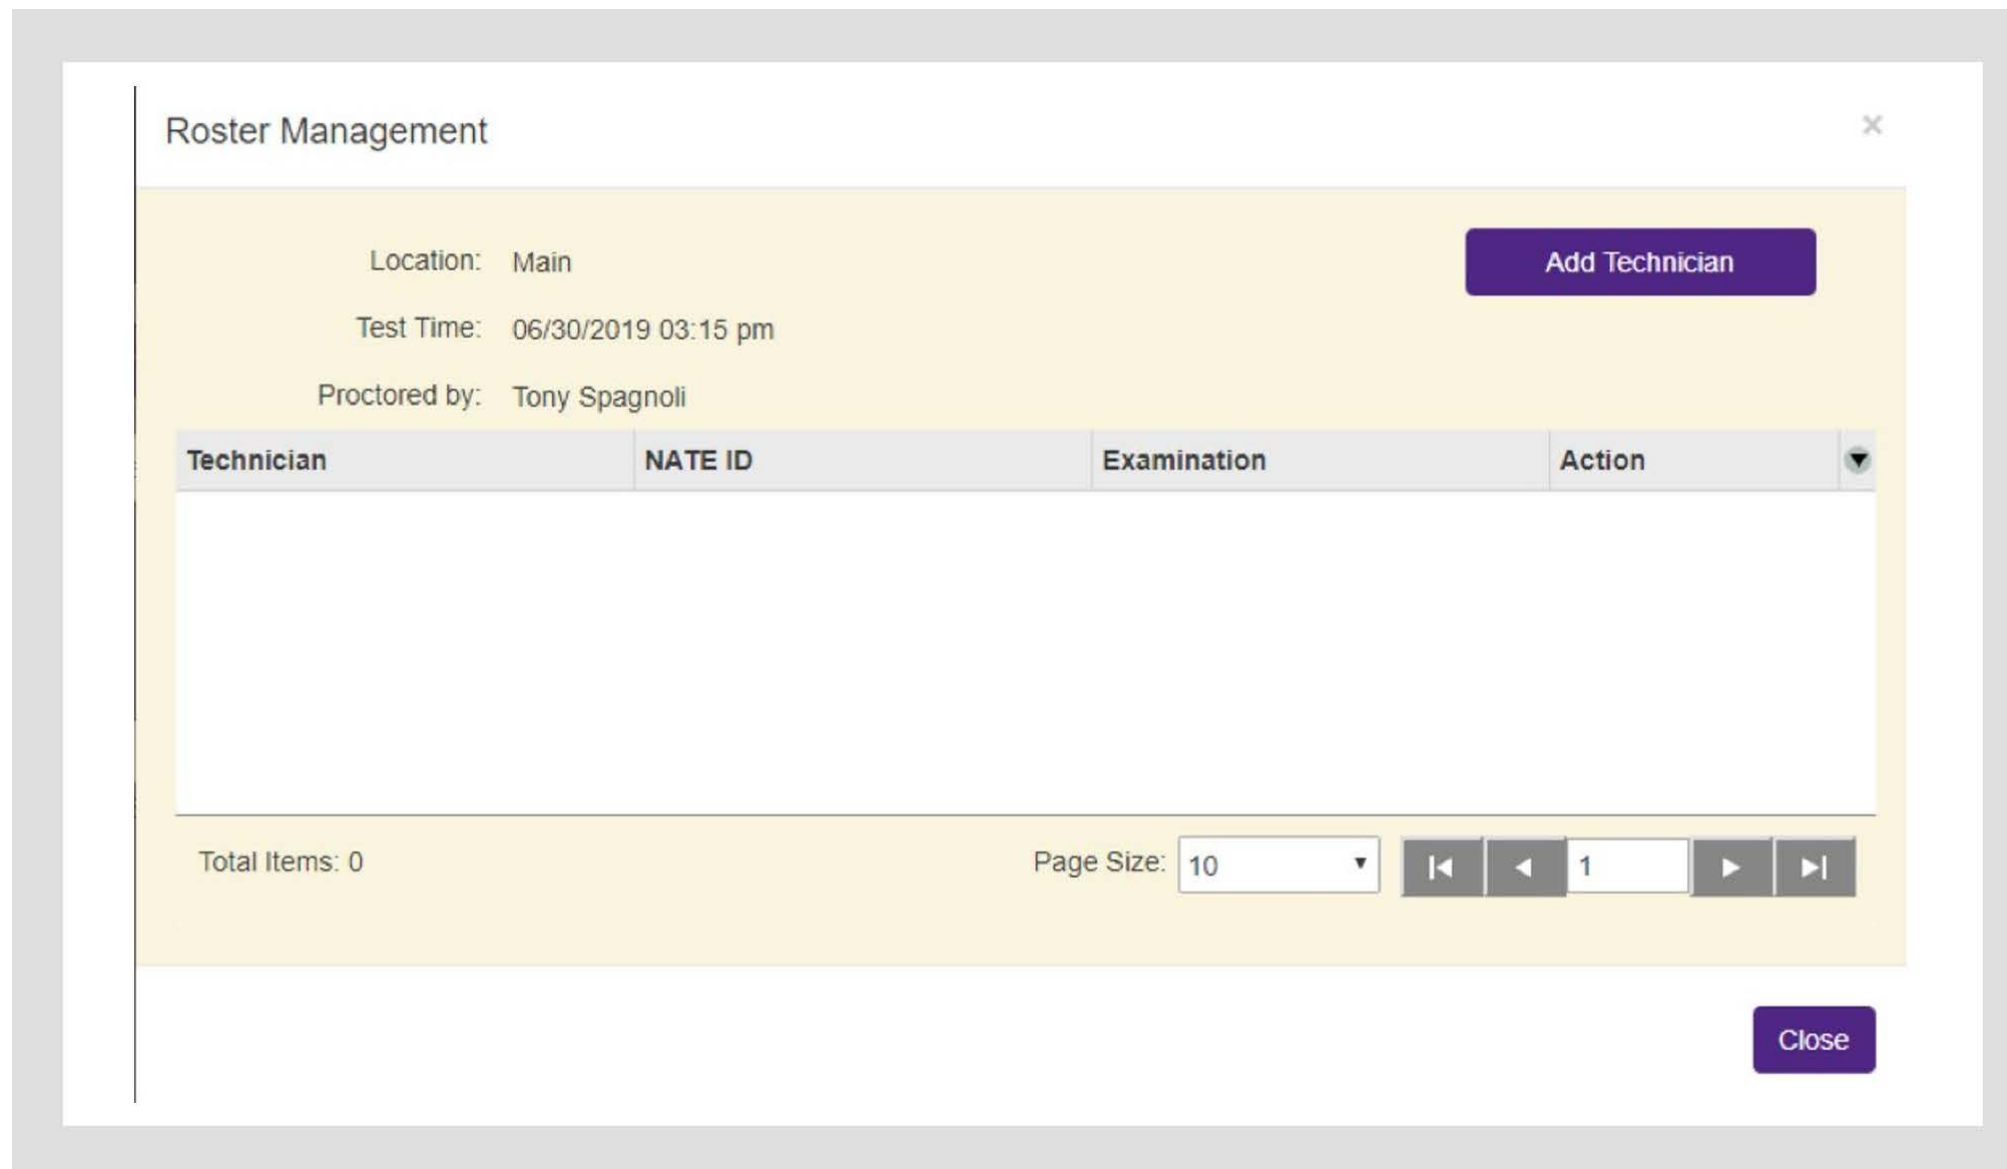 Roster Management ×
Location: Main Add Technician
Test Time: 06/30/2019 03:15 pm
Proctored by: Tony Spagnoli
Technician NATE ID Examination Action
Total Items: 0 Page Size: 10 1
Close